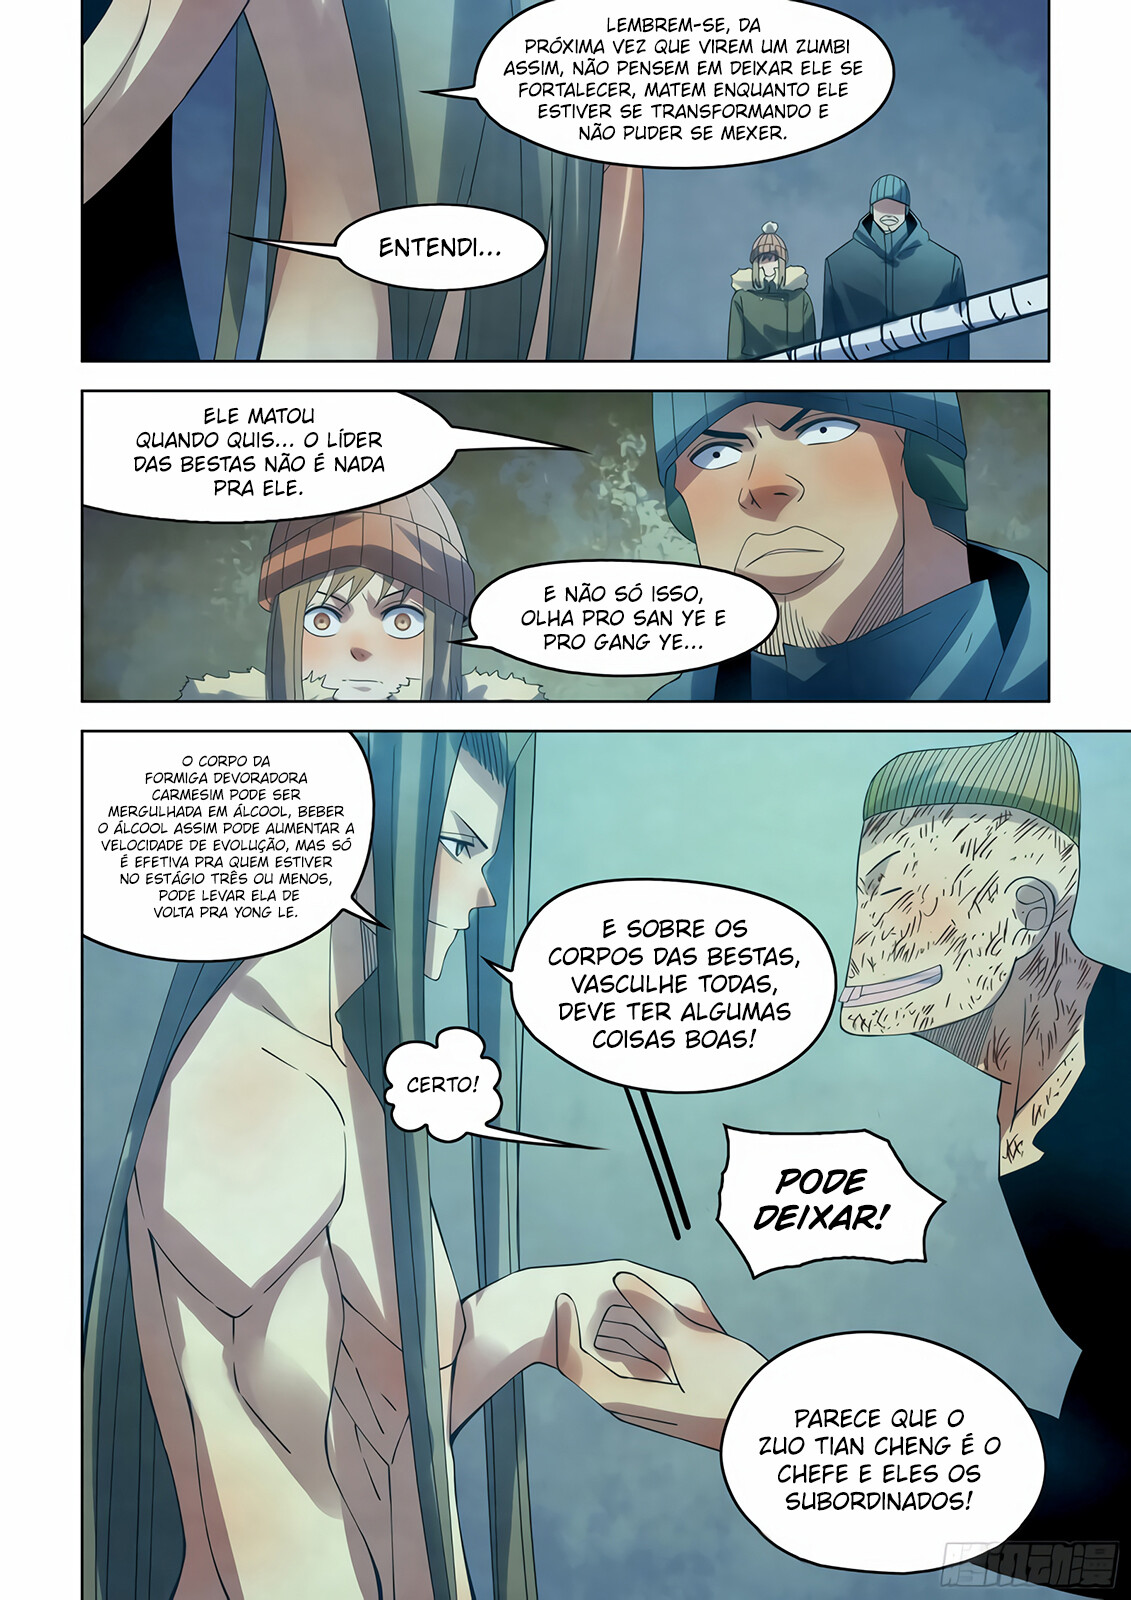 LEMBREM-SE, DA
PRÓXIMA VEZ QUE VIREM UM ZUMBI
ASSIM, NÃO PENSEM EM DEIXAR ELE SE
FORTALECER, MATEM ENQUANTO ELE
ESTIVER SE TRANSFORMANDO E
NÃO PUDER SE MEXER.
ENTENDI...
ELE MATOU
QUANDO QUIS... O LÍDER
DAS BESTAS NÃO É NADA
PRA ELE.
E NÃO SÓ ISSO,
OLHA PRO SAN YE E
PRO GANG YE...
O CORPO DA
FORMIGA DEVORADORA
CARMESIM PODE SER
MERGULHADA EM ÁLCOOL, BEBER
O ÁLCOOL ASSIM PODE AUMENTAR A
VELOCIDADE DE EVOLUÇÃO, MAS SÓ
É EFETIVA PRA QUEM ESTIVER
NO ESTÁGIO TRÊS OU MENOS,
PODE LEVAR ELA DE
VOLTA PRA YONG LE.
E SOBRE OS
CORPOS DAS BESTAS,
VASCULHE TODAS,
DEVE TER ALGUMAS
COISAS BOAS!
CERTO!
PODE
DEIXAR!
PARECE QUE O
ZUO TIAN CHENG É O
CHEFE E ELES OS
SUBORDINADOS!
腾讯动漫